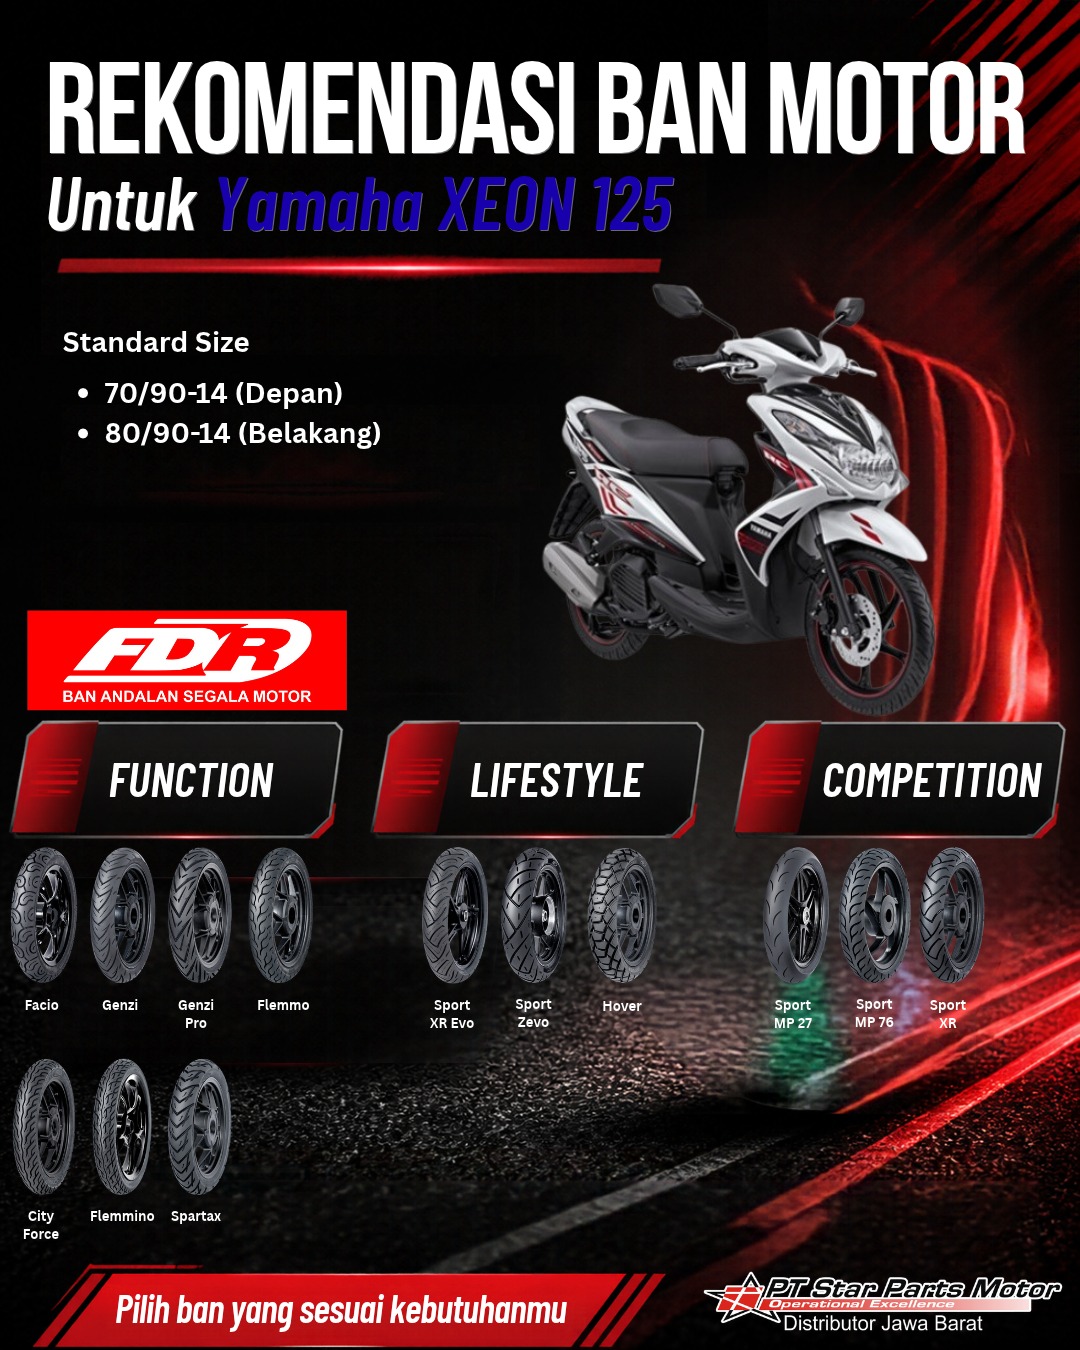 REKOMENDASI BAN MOTOR
Untuk Yamaha XEON 125
Standard Size
• 70/90-14 (Depan)
• 80/90-14 (Belakang)
RC
YAMAHA
FDR
BAN ANDALAN SEGALA MOTOR
FUNCTION
LIFESTYLE
COMPETITION
Facio
Genzi
Genzi
Pro
Flemmo
Sport
XR Evo
Sport
Zevo
Hover
Sport
MP 27
Sport
MP 76
Sport
XR
City
Force
Flemmino
Spartax
Pilih ban yang sesuai kebutuhanmu
PT Star Parts Motor
Operational Excellence
Distributor Jawa Barat